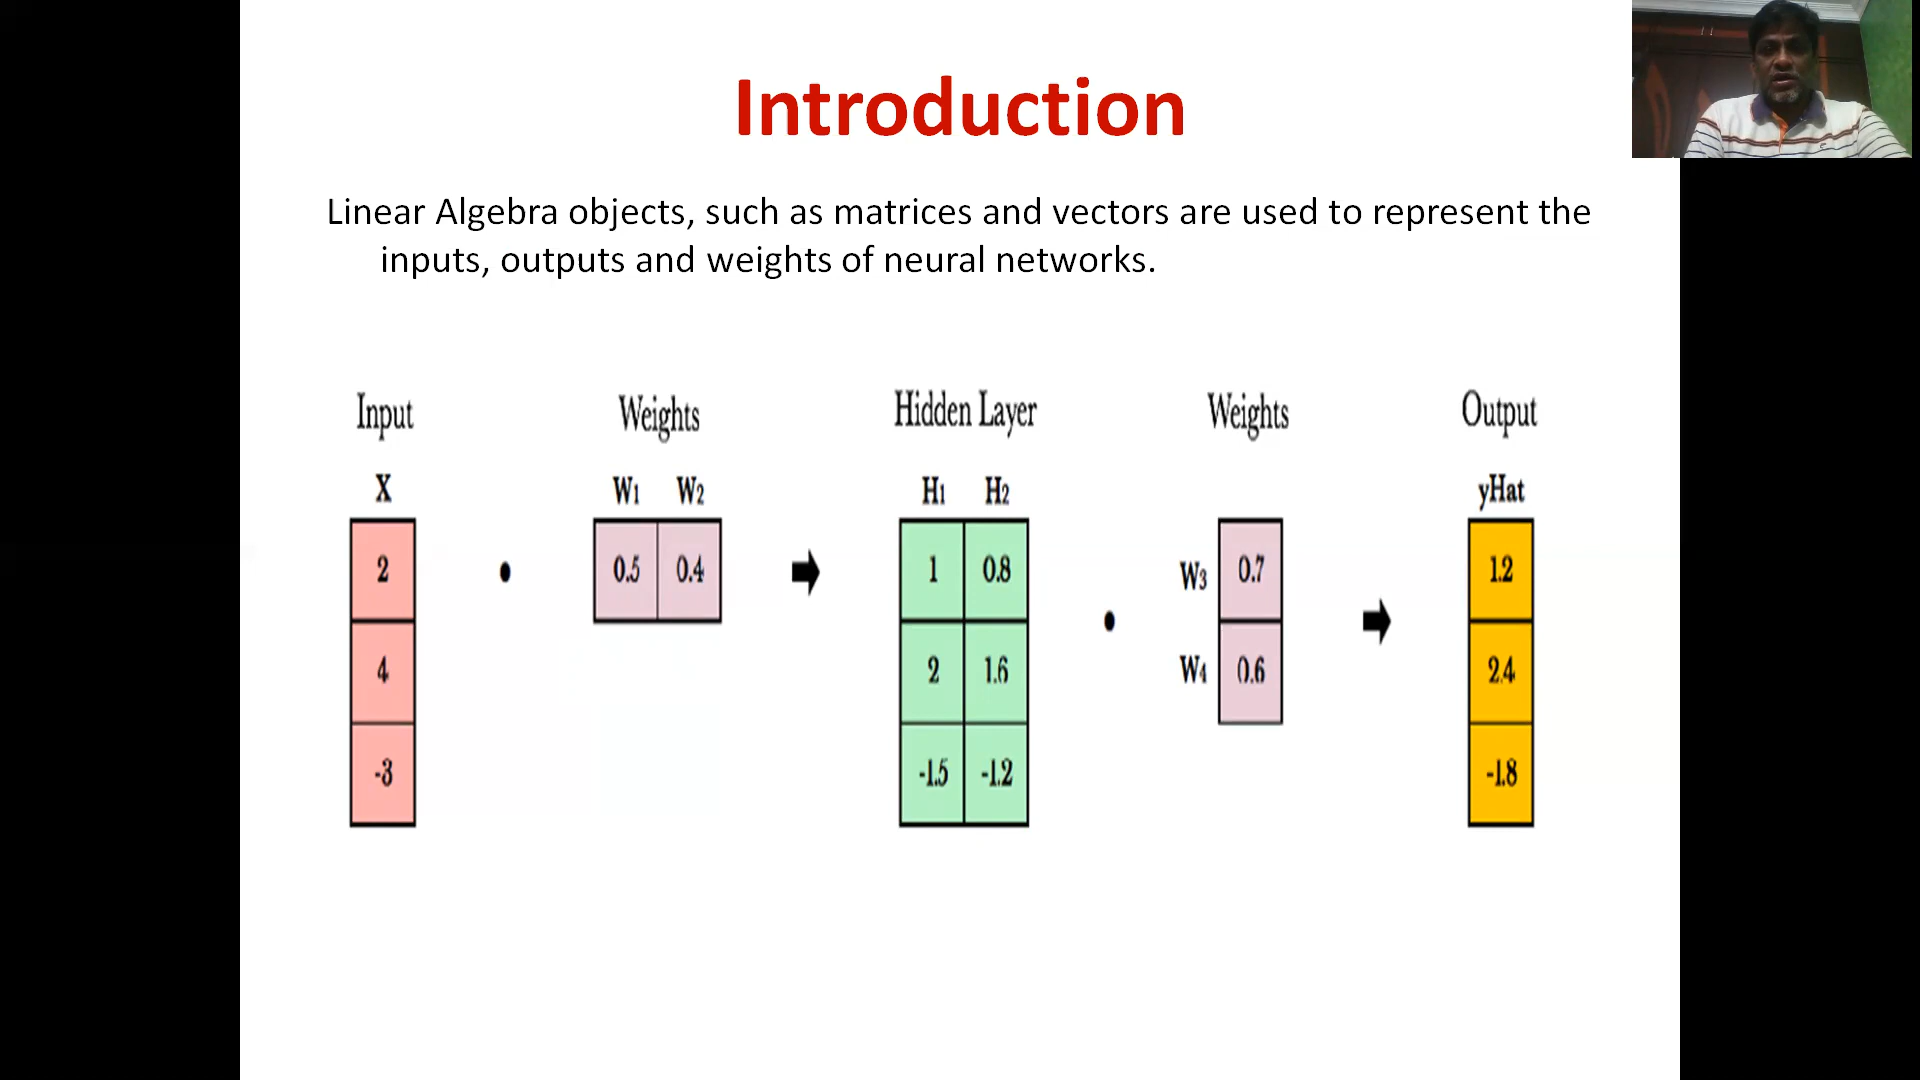 Introduction
Linear Algebra objects, such as matrices and vectors are used to represent the
inputs, outputs and weights of neural networks.
Input Weights Hidden Layer Weights Output
X W1 W2 H1 H2 yHat
2 0.5 0.4 1 0.8 W3 0.7 1.2
4 2 1.6 W4 0.6 2.4
-3 -1.5 -1.2 -1.8